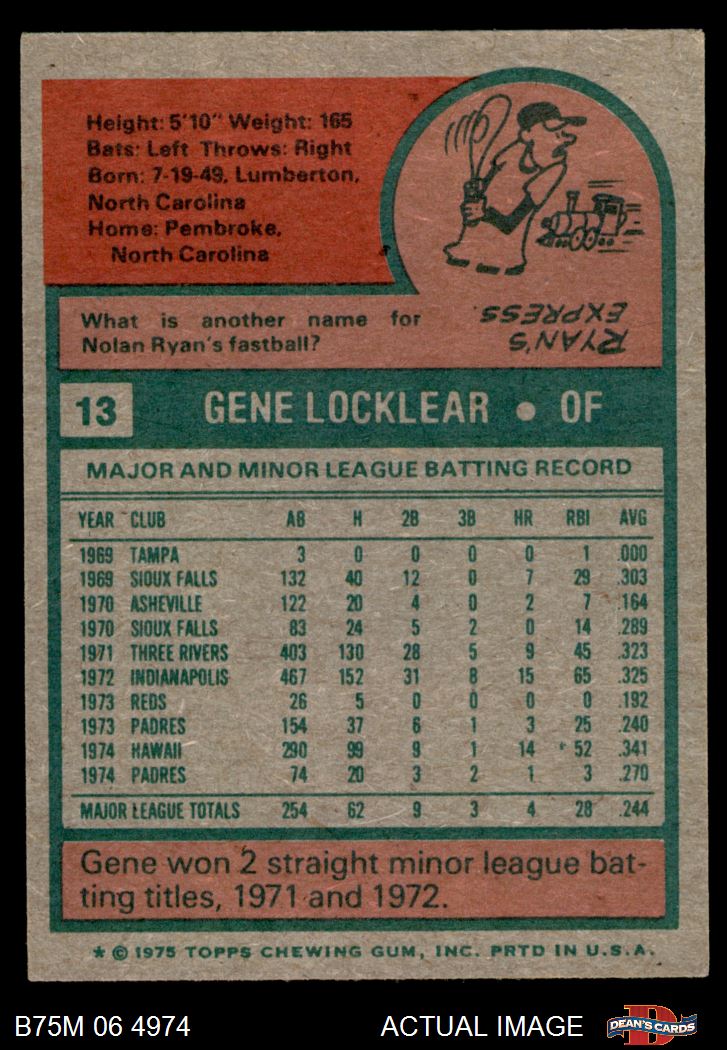 Height: 5'10" Weight: 165
Bats: Left Throws: Right
Born: 7-19-49, Lumberton,
North Carolina
Home: Pembroke,
North Carolina
What is another name for
Nolan Ryan's fastball?
RYAN'S
EXPRESS
13 GENE LOCKLEAR • OF
MAJOR AND MINOR LEAGUE BATTING RECORD
YEAR CLUB AB H 2B 3B HR RBI AVG
1969 TAMPA 3 0 0 0 0 1 .000
1969 SIOUX FALLS 132 40 12 0 7 29 .303
1970 ASHEVILLE 122 20 4 0 2 7 .164
1970 SIOUX FALLS 83 24 5 2 0 14 .289
1971 THREE RIVERS 403 130 28 5 9 45 .323
1972 INDIANAPOLIS 467 152 31 8 15 65 .325
1973 REDS 26 5 0 0 0 0 .192
1973 PADRES 154 37 6 1 3 25 .240
1974 HAWAII 290 99 9 1 14 52 .341
1974 PADRES 74 20 3 2 1 3 .270
MAJOR LEAGUE TOTALS 254 62 9 3 4 28 .244
Gene won 2 straight minor league bat-
ting titles, 1971 and 1972.
* © 1975 TOPPS CHEWING GUM, INC. PRTD IN U.S.A.
B75M 06 4974 ACTUAL IMAGE DEAN'S CARDS